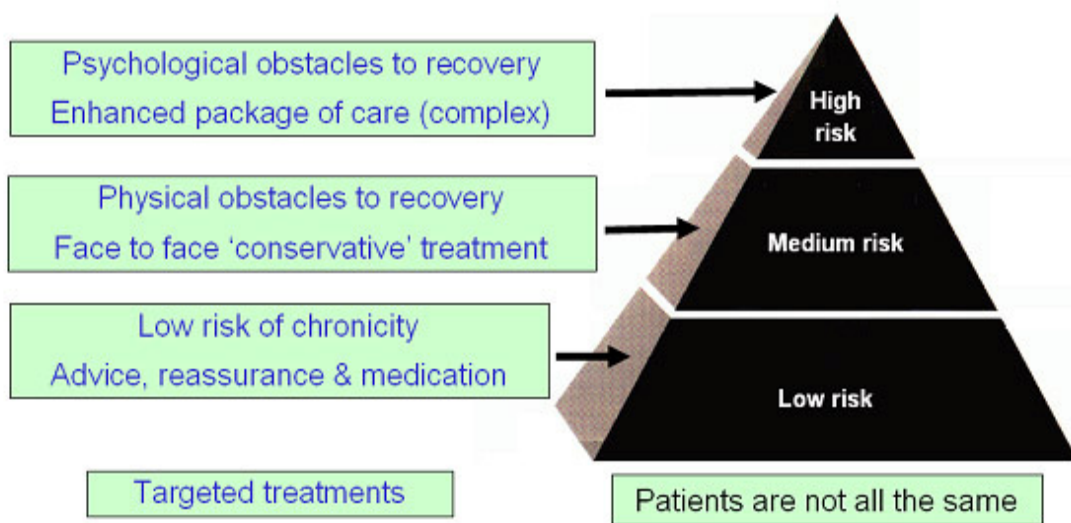 Psychological obstacles to recovery
Enhanced package of care (complex)
High
risk
Physical obstacles to recovery
Face to face ‘conservative’ treatment
Medium risk
Low risk of chronicity
Advice, reassurance & medication
Low risk
Targeted treatments
Patients are not all the same